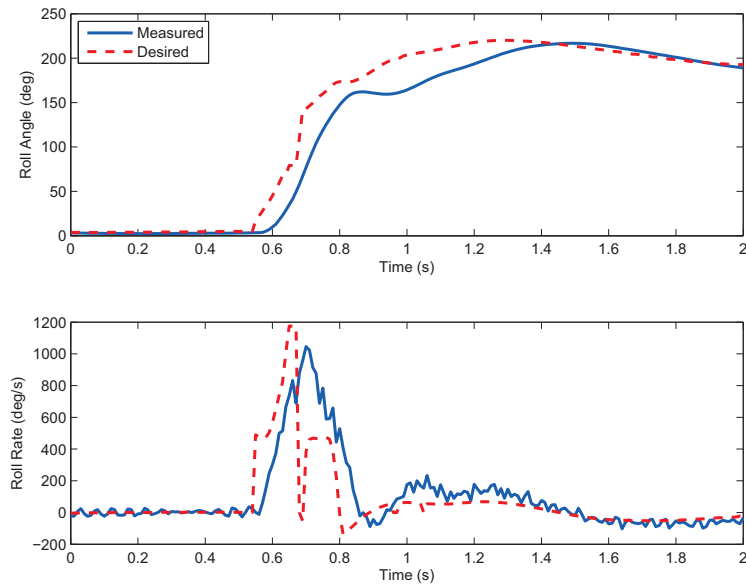 250
200
150
100
50
0
Roll Angle (deg)
Measured
Desired
0 0.2 0.4 0.6 0.8 1 1.2 1.4 1.6 1.8 2
Time (s)
1200
1000
800
600
400
200
0
−200
Roll Rate (deg/s)
0 0.2 0.4 0.6 0.8 1 1.2 1.4 1.6 1.8 2
Time (s)